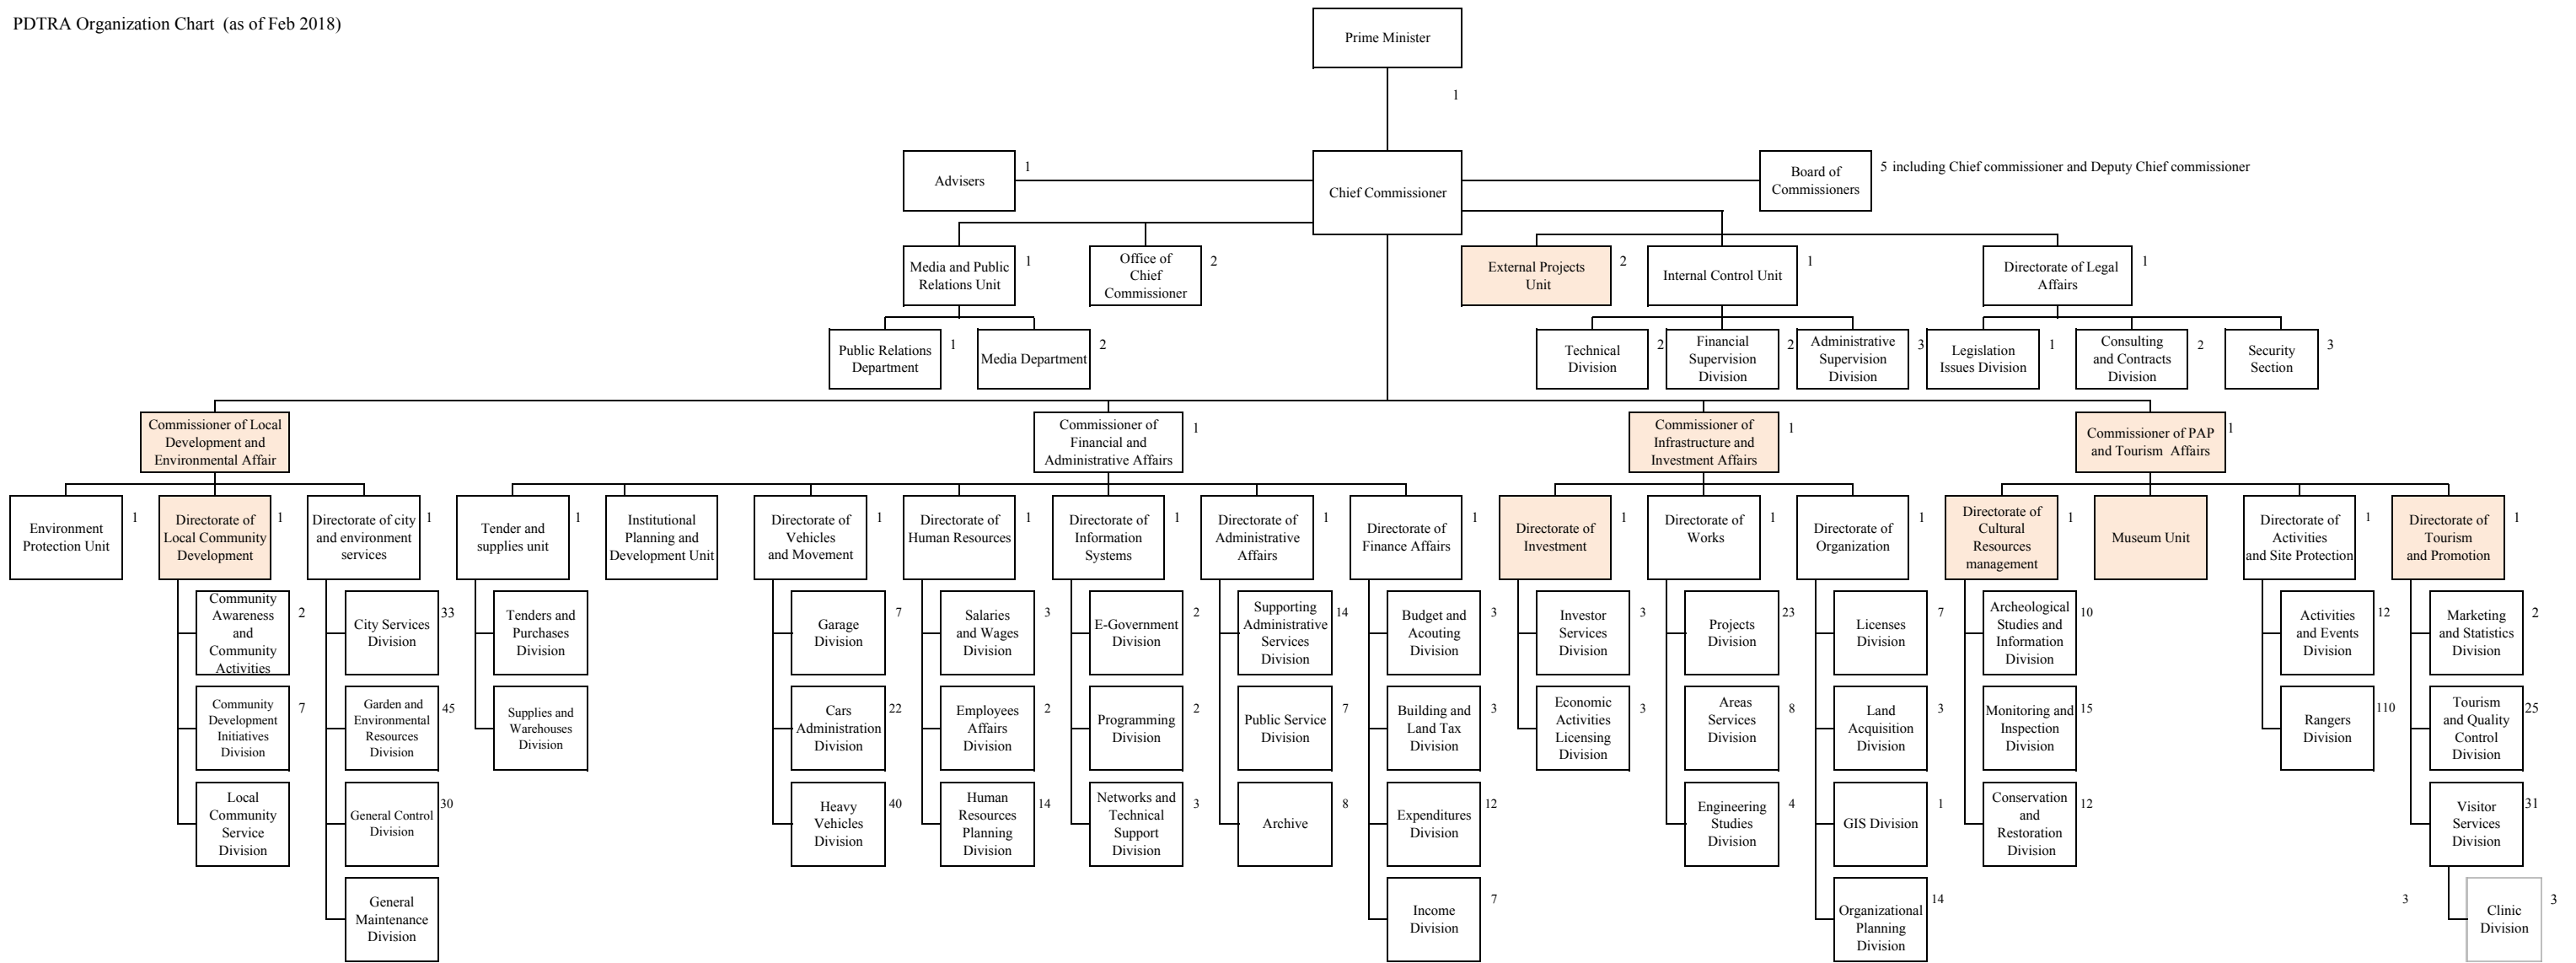 PDTRA Organization Chart (as of Feb 2018)
Prime Minister
1
Advisers
1
Chief Commissioner
Board of
Commissioners
5 including Chief commissioner and Deputy Chief commissioner
Media and Public
Relations Unit
1
Office of
Chief
Commissioner
2
External Projects
Unit
2
Internal Control Unit
1
Directorate of Legal
Affairs
1
Public Relations
Department
1
Media Department
2
Technical
Division
2
Financial
Supervision
Division
2
Administrative
Supervision
Division
3
Legislation
Issues Division
1
Consulting
and Contracts
Division
2
Security
Section
3
Commissioner of Local
Development and
Environmental Affair
Commissioner of
Financial and
Administrative Affairs
1
Commissioner of
Infrastructure and
Investment Affairs
1
Commissioner of PAP
and Tourism Affairs
1
Environment
Protection Unit
1
Directorate of
Local Community
Development
1
Directorate of city
and environment
services
1
Tender and
supplies unit
1
Institutional
Planning and
Development Unit
Directorate of
Vehicles
and Movement
1
Directorate of
Human Resources
1
Directorate of
Information
Systems
1
Directorate of
Administrative
Affairs
1
Directorate of
Finance Affairs
1
Directorate of
Investment
1
Directorate of
Works
1
Directorate of
Organization
1
Directorate of
Cultural
Resources
management
1
Museum Unit
Directorate of
Activities
and Site Protection
1
Directorate of
Tourism
and Promotion
1
Community
Awareness
and
Community
Activities
2
City Services
Division
33
Tenders and
Purchases
Division
Garage
Division
7
Salaries
and Wages
Division
3
E-Government
Division
2
Supporting
Administrative
Services
Division
14
Budget and
Acouting
Division
3
Investor
Services
Division
3
Projects
Division
23
Licenses
Division
7
Archeological
Studies and
Information
Division
10
Activities
and Events
Division
12
Marketing
and Statistics
Division
2
Community
Development
Initiatives
Division
7
Garden and
Environmental
Resources
Division
45
Supplies and
Warehouses
Division
Cars
Administration
Division
22
Employees
Affairs
Division
2
Programming
Division
2
Public Service
Division
7
Building and
Land Tax
Division
3
Economic
Activities
Licensing
Division
3
Areas
Services
Division
8
Land
Acquisition
Division
3
Monitoring and
Inspection
Division
15
Rangers
Division
110
Tourism
and Quality
Control
Division
25
Local
Community
Service
Division
General Control
Division
30
Heavy
Vehicles
Division
40
Human
Resources
Planning
Division
14
Networks and
Technical
Support
Division
3
Archive
8
Expenditures
Division
12
Engineering
Studies
Division
4
GIS Division
1
Conservation
and
Restoration
Division
12
Visitor
Services
Division
31
General
Maintenance
Division
Income
Division
7
Organizational
Planning
Division
14
3
Clinic
Division
3